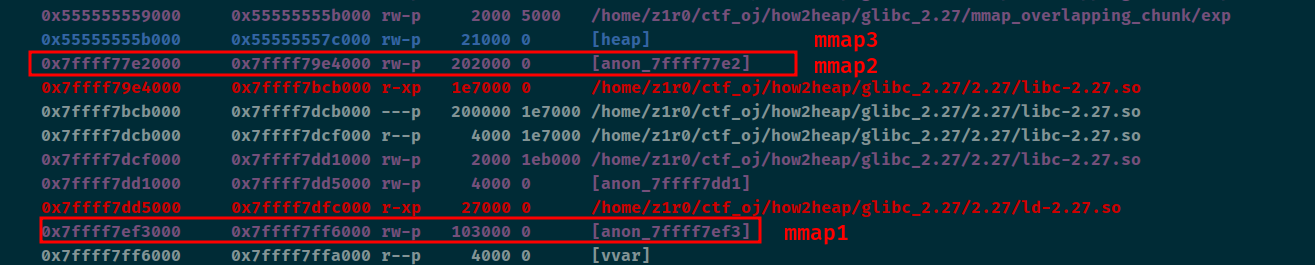 0x555555559000 0x55555555b000 rw-p 2000 5000 /home/z1r0/ctf_oj/how2heap/glibc_2.27/mmap_overlapping_chunk/exp
0x55555555b000 0x55555557c000 rw-p 21000 0 [heap] mmap3
0x7ffff77e2000 0x7ffff79e4000 rw-p 202000 0 [anon_7ffff77e2] mmap2
0x7ffff79e4000 0x7ffff7bcb000 r-xp 1e7000 0 /home/z1r0/ctf_oj/how2heap/glibc_2.27/2.27/libc-2.27.so
0x7ffff7bcb000 0x7ffff7dcb000 ---p 200000 1e7000 /home/z1r0/ctf_oj/how2heap/glibc_2.27/2.27/libc-2.27.so
0x7ffff7dcb000 0x7ffff7dcf000 r--p 4000 1e7000 /home/z1r0/ctf_oj/how2heap/glibc_2.27/2.27/libc-2.27.so
0x7ffff7dcf000 0x7ffff7dd1000 rw-p 2000 1eb000 /home/z1r0/ctf_oj/how2heap/glibc_2.27/2.27/libc-2.27.so
0x7ffff7dd1000 0x7ffff7dd5000 rw-p 4000 0 [anon_7ffff7dd1]
0x7ffff7dd5000 0x7ffff7dfc000 r-xp 27000 0 /home/z1r0/ctf_oj/how2heap/glibc_2.27/2.27/ld-2.27.so
0x7ffff7ef3000 0x7ffff7ff6000 rw-p 103000 0 [anon_7ffff7ef3] mmap1
0x7ffff7ff6000 0x7ffff7ffa000 r--p 4000 0 [vvar]